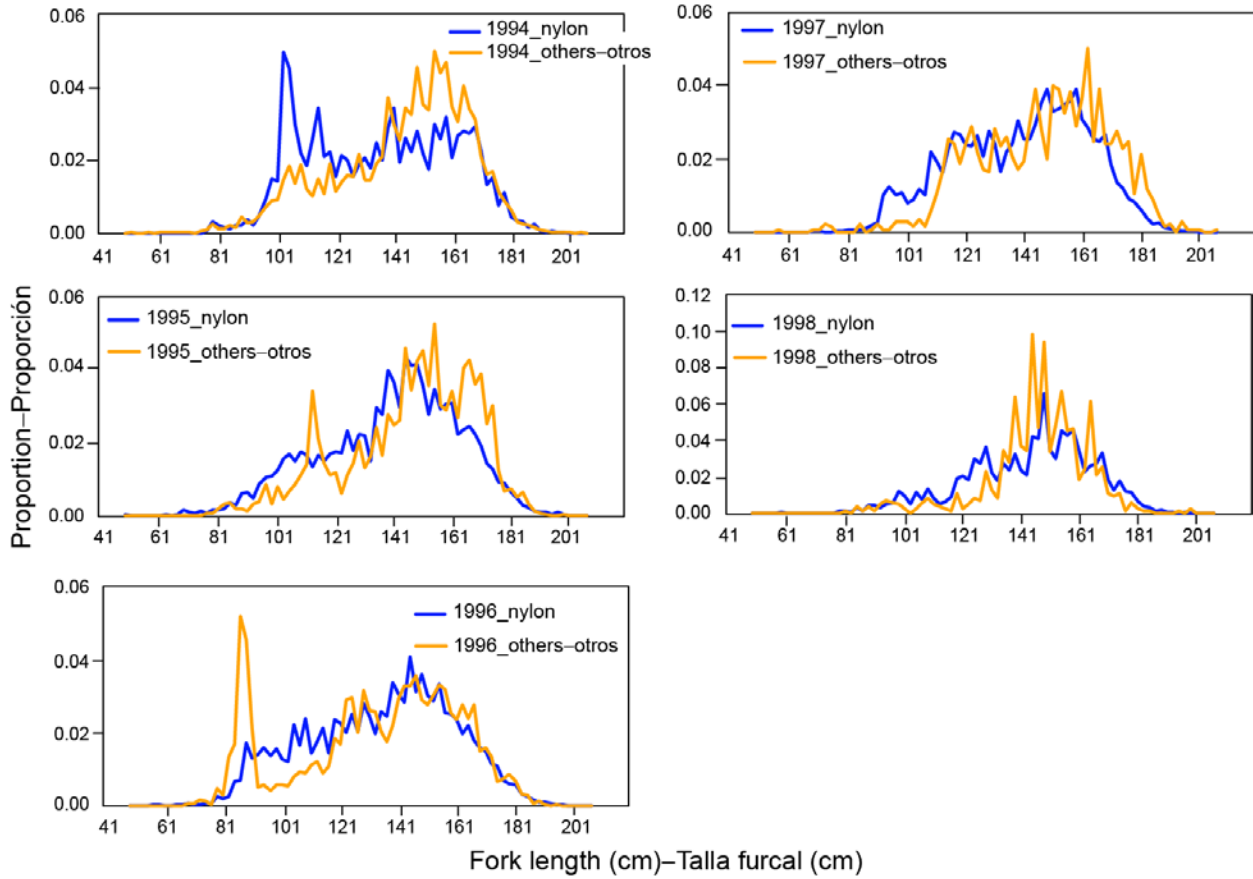 0.06
1994_nylon
1994_others–otros
0.04
0.02
0.00
41 61 81 101 121 141 161 181 201
0.06
1995_nylon
1995_others–otros
0.04
0.02
0.00
41 61 81 101 121 141 161 181 201
0.06
1996_nylon
1996_others–otros
0.04
0.02
0.00
41 61 81 101 121 141 161 181 201
0.06
1997_nylon
1997_others–otros
0.04
0.02
0.00
41 61 81 101 121 141 161 181 201
0.12
1998_nylon
0.10
1998_others–otros
0.08
0.06
0.04
0.02
0.00
41 61 81 101 121 141 161 181 201
Proportion–Proporción
Fork length (cm)–Talla furcal (cm)